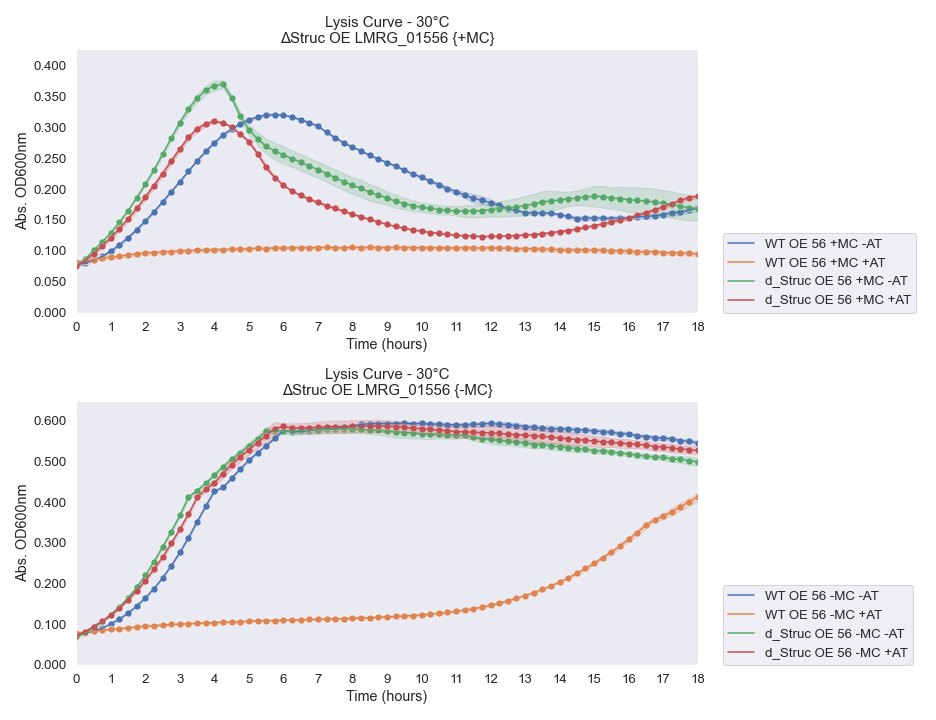 Lysis Curve - 30°C
ΔStruc OE LMRG_01556 {+MC}
Abs. OD600nm
0.400
0.350
0.300
0.250
0.200
0.150
0.100
0.050
0.000
0 1 2 3 4 5 6 7 8 9 10 11 12 13 14 15 16 17 18
Time (hours)
WT OE 56 +MC -AT
WT OE 56 +MC +AT
d_Struc OE 56 +MC -AT
d_Struc OE 56 +MC +AT
Lysis Curve - 30°C
ΔStruc OE LMRG_01556 {-MC}
Abs. OD600nm
0.600
0.500
0.400
0.300
0.200
0.100
0.000
0 1 2 3 4 5 6 7 8 9 10 11 12 13 14 15 16 17 18
Time (hours)
WT OE 56 -MC -AT
WT OE 56 -MC +AT
d_Struc OE 56 -MC -AT
d_Struc OE 56 -MC +AT